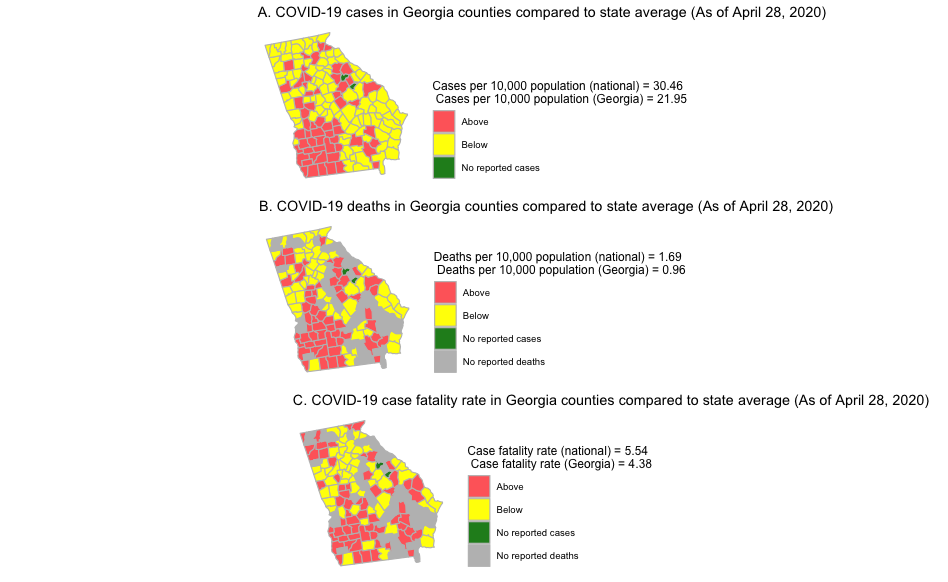 A. COVID-19 cases in Georgia counties compared to state average (As of April 28, 2020)
Cases per 10,000 population (national) = 30.46
Cases per 10,000 population (Georgia) = 21.95
Above
Below
No reported cases
B. COVID-19 deaths in Georgia counties compared to state average (As of April 28, 2020)
Deaths per 10,000 population (national) = 1.69
Deaths per 10,000 population (Georgia) = 0.96
Above
Below
No reported cases
No reported deaths
C. COVID-19 case fatality rate in Georgia counties compared to state average (As of April 28, 2020)
Case fatality rate (national) = 5.54
Case fatality rate (Georgia) = 4.38
Above
Below
No reported cases
No reported deaths